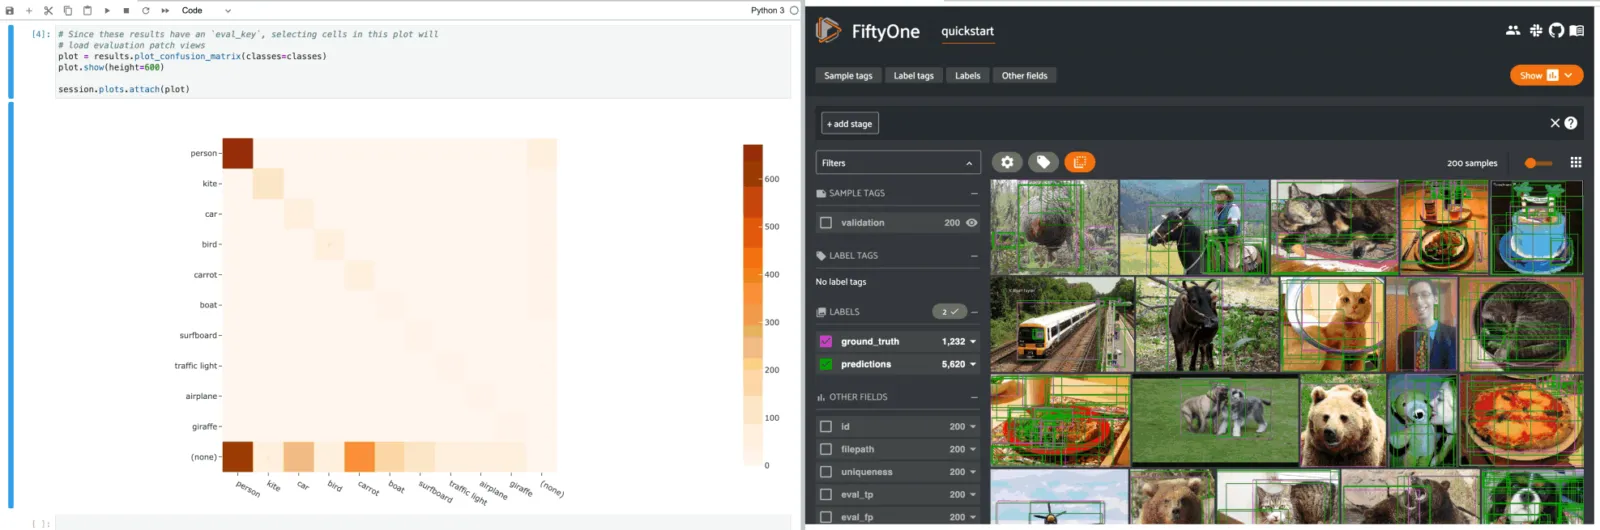 Code
Python 3
[4]:
# Since these results have an `eval_key`, selecting cells in this plot will
# load evaluation patch views
plot = results.plot_confusion_matrix(classes=classes)
plot.show(height=600)
session.plots.attach(plot)
person
kite
car
bird
carrot
boat
surfboard
traffic light
airplane
giraffe
(none)
person
kite
car
bird
carrot
boat
surfboard
traffic light
airplane
giraffe
(none)
600
500
400
300
200
100
0
[ ]:
FiftyOne
quickstart
Sample tags
Label tags
Labels
Other fields
Show
+ add stage
Filters
200 samples
SAMPLE TAGS
validation 200
LABEL TAGS
No label tags
LABELS 2
ground_truth 1,232
predictions 5,620
OTHER FIELDS
id 200
filepath 200
uniqueness 200
eval_tp 200
eval_fp 200